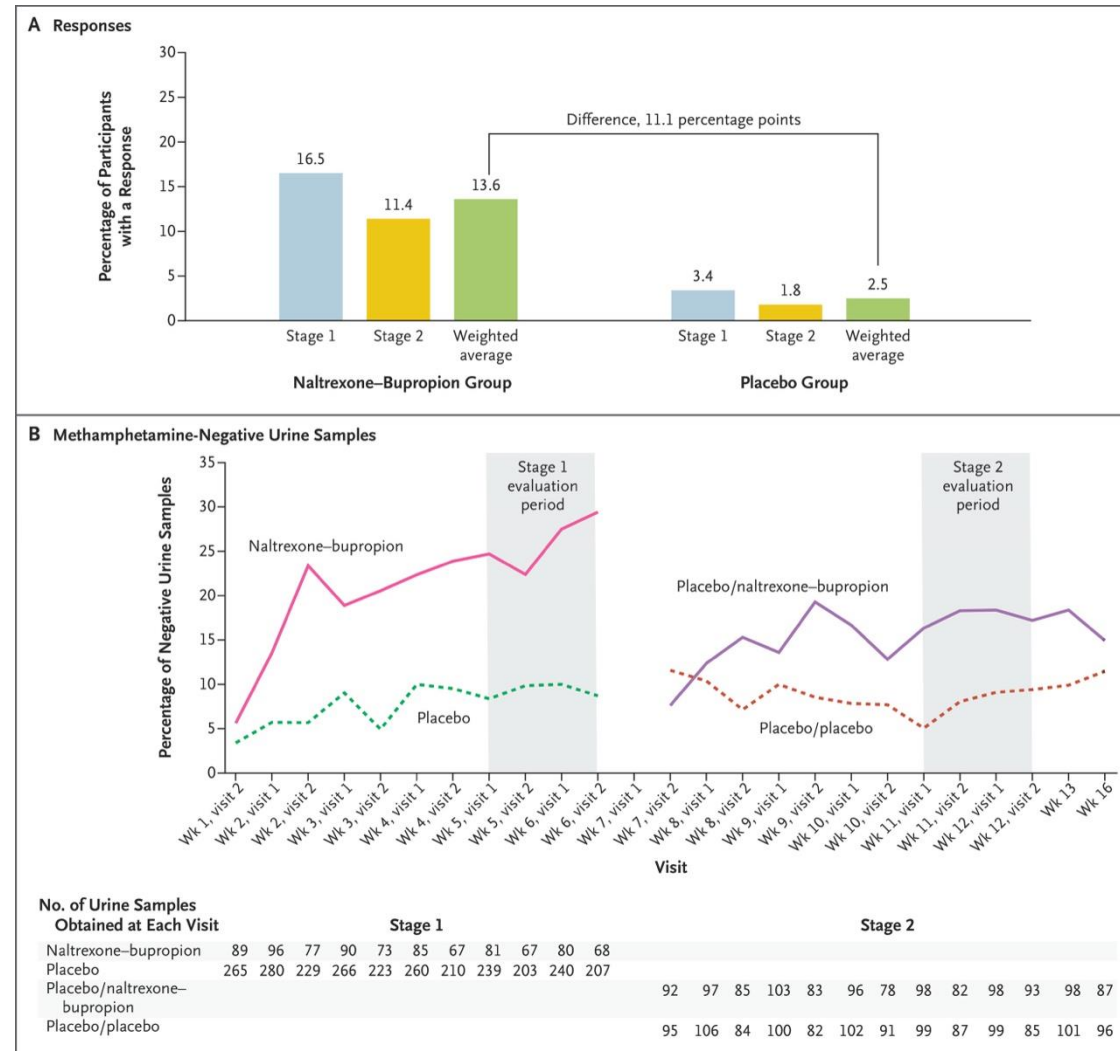 A Responses
Percentage of Participants
with a Response
30
25
20
15
10
5
0
Difference, 11.1 percentage points
16.5
11.4
13.6
3.4
1.8
2.5
Stage 1
Stage 2
Weighted
average
Stage 1
Stage 2
Weighted
average
Naltrexone–Bupropion Group
Placebo Group
B Methamphetamine-Negative Urine Samples
Percentage of Negative Urine Samples
35
30
25
20
15
10
5
0
Stage 1
evaluation
period
Stage 2
evaluation
period
Naltrexone–bupropion
Placebo
Placebo/naltrexone–bupropion
Placebo/placebo
Wk 1, visit 2
Wk 2, visit 1
Wk 2, visit 2
Wk 3, visit 1
Wk 3, visit 2
Wk 4, visit 1
Wk 4, visit 2
Wk 5, visit 1
Wk 5, visit 2
Wk 6, visit 1
Wk 6, visit 2
Wk 7, visit 1
Wk 7, visit 2
Wk 8, visit 1
Wk 8, visit 2
Wk 9, visit 1
Wk 9, visit 2
Wk 10, visit 1
Wk 10, visit 2
Wk 11, visit 1
Wk 11, visit 2
Wk 12, visit 1
Wk 12, visit 2
Wk 13
Wk 16
Visit
No. of Urine Samples
Obtained at Each Visit Stage 1 Stage 2
Naltrexone–bupropion 89 96 77 90 73 85 67 81 67 80 68
Placebo 265 280 229 266 223 260 210 239 203 240 207
Placebo/naltrexone– 92 97 85 103 83 96 78 98 82 98 93 98 87
bupropion
Placebo/placebo 95 106 84 100 82 102 91 99 87 99 85 101 96